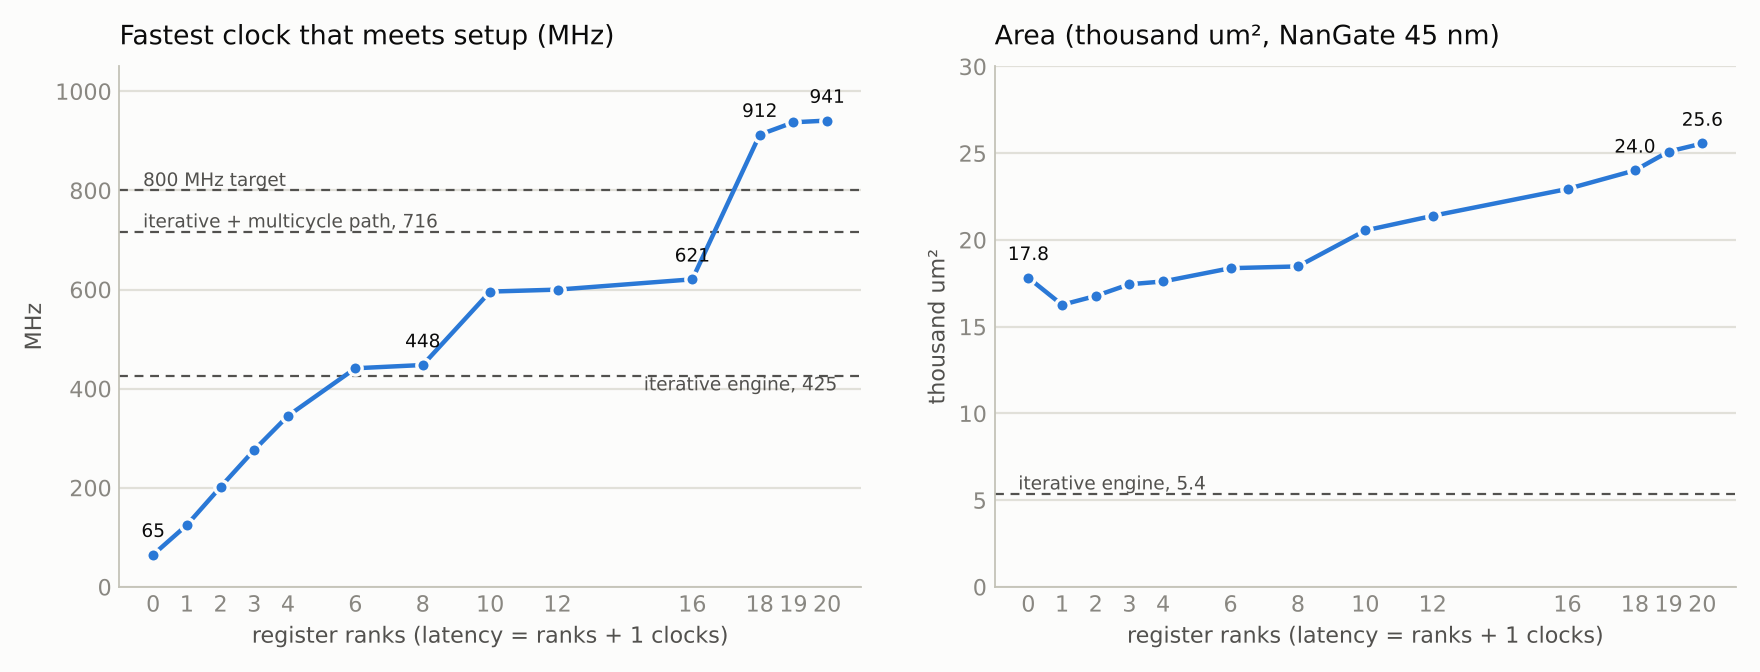 Fastest clock that meets setup (MHz)
1000
800
600
400
200
0
MHz
941
912
800 MHz target
iterative + multicycle path, 716
621
448
iterative engine, 425
65
0 1 2 3 4 6 8 10 12 16 18 19 20
register ranks (latency = ranks + 1 clocks)
Area (thousand um², NanGate 45 nm)
30
25
20
15
10
5
0
thousand um²
25.6
24.0
17.8
iterative engine, 5.4
0 1 2 3 4 6 8 10 12 16 18 19 20
register ranks (latency = ranks + 1 clocks)